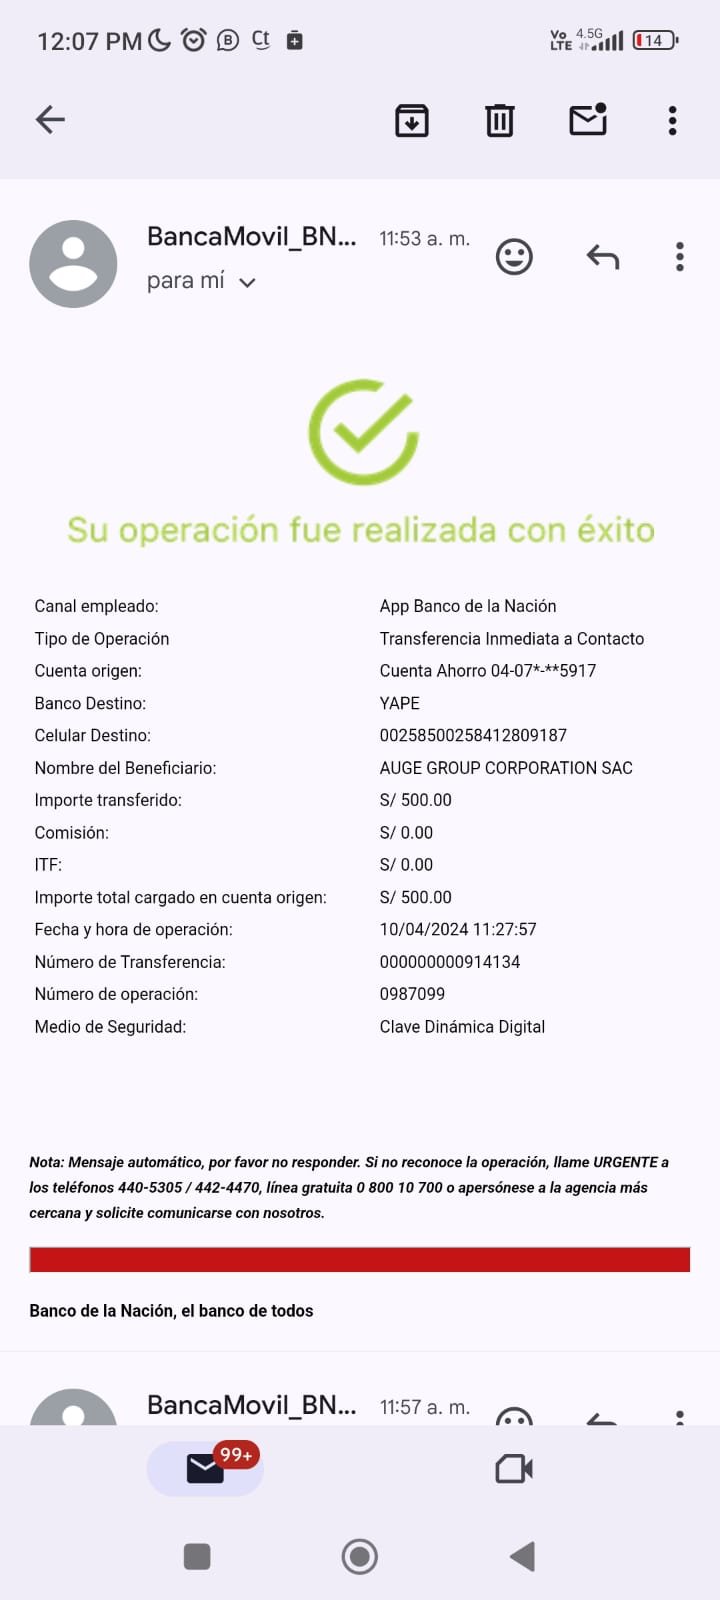 12:07 PM Ct Vo LTE 4.5G 14
BancaMovil_BN... 11:53 a. m.
para mí
Su operación fue realizada con éxito
Canal empleado: App Banco de la Nación
Tipo de Operación Transferencia Inmediata a Contacto
Cuenta origen: Cuenta Ahorro 04-07*-**5917
Banco Destino: YAPE
Celular Destino: 00258500258412809187
Nombre del Beneficiario: AUGE GROUP CORPORATION SAC
Importe transferido: S/ 500.00
Comisión: S/ 0.00
ITF: S/ 0.00
Importe total cargado en cuenta origen: S/ 500.00
Fecha y hora de operación: 10/04/2024 11:27:57
Número de Transferencia: 000000000914134
Número de operación: 0987099
Medio de Seguridad: Clave Dinámica Digital
Nota: Mensaje automático, por favor no responder. Si no reconoce la operación, llame URGENTE a
los teléfonos 440-5305 / 442-4470, línea gratuita 0 800 10 700 o apersónese a la agencia más
cercana y solicite comunicarse con nosotros.
Banco de la Nación, el banco de todos
BancaMovil_BN... 11:57 a. m.
99+